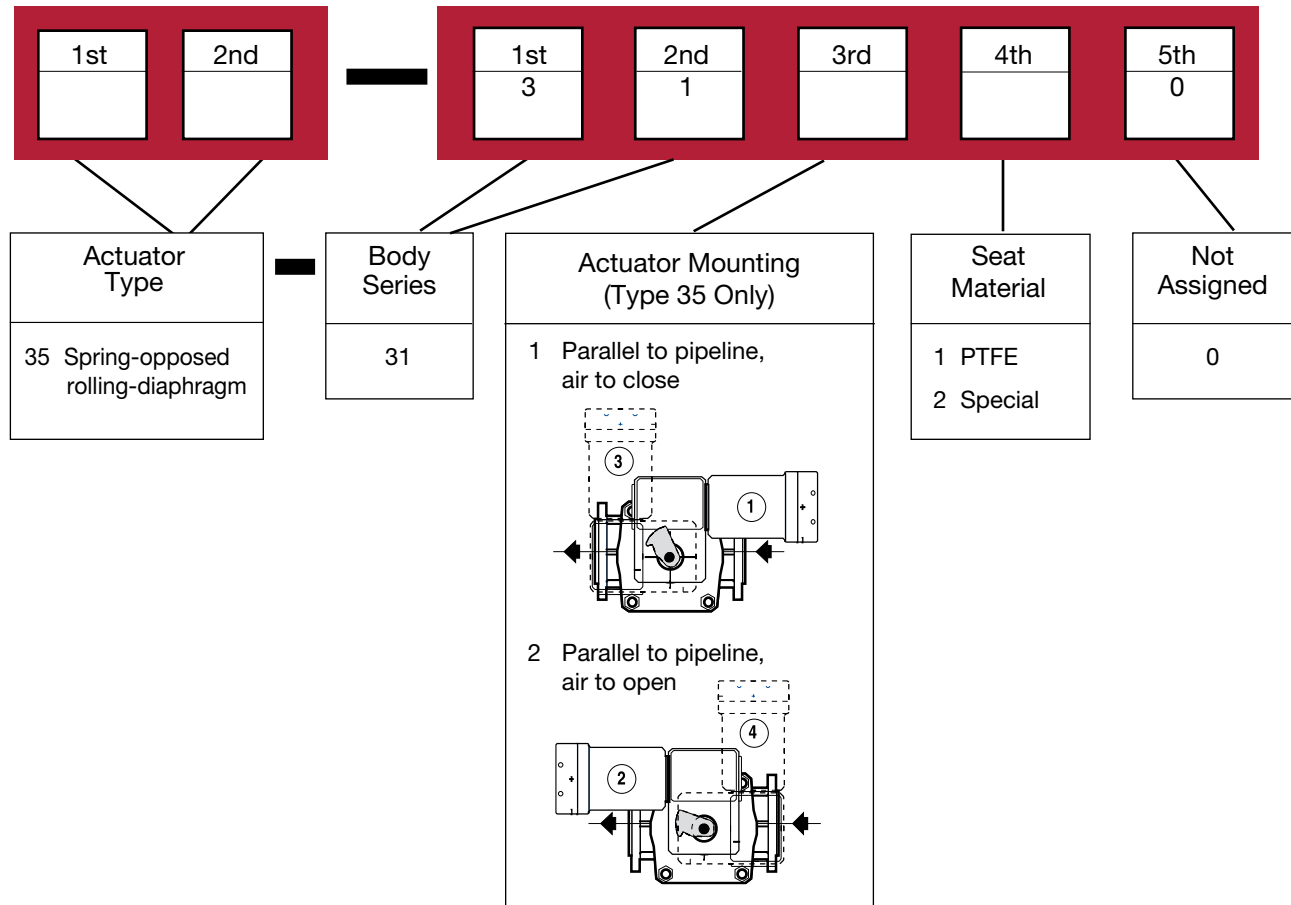 1st 2nd 1st 2nd 3rd 4th 5th
3 1 0
Actuator
Type
35 Spring-opposed
rolling-diaphragm
Body
Series
31
Actuator Mounting
(Type 35 Only)
1 Parallel to pipeline,
air to close
3
1
2 Parallel to pipeline,
air to open
4
2
Seat
Material
1 PTFE
2 Special
Not
Assigned
0